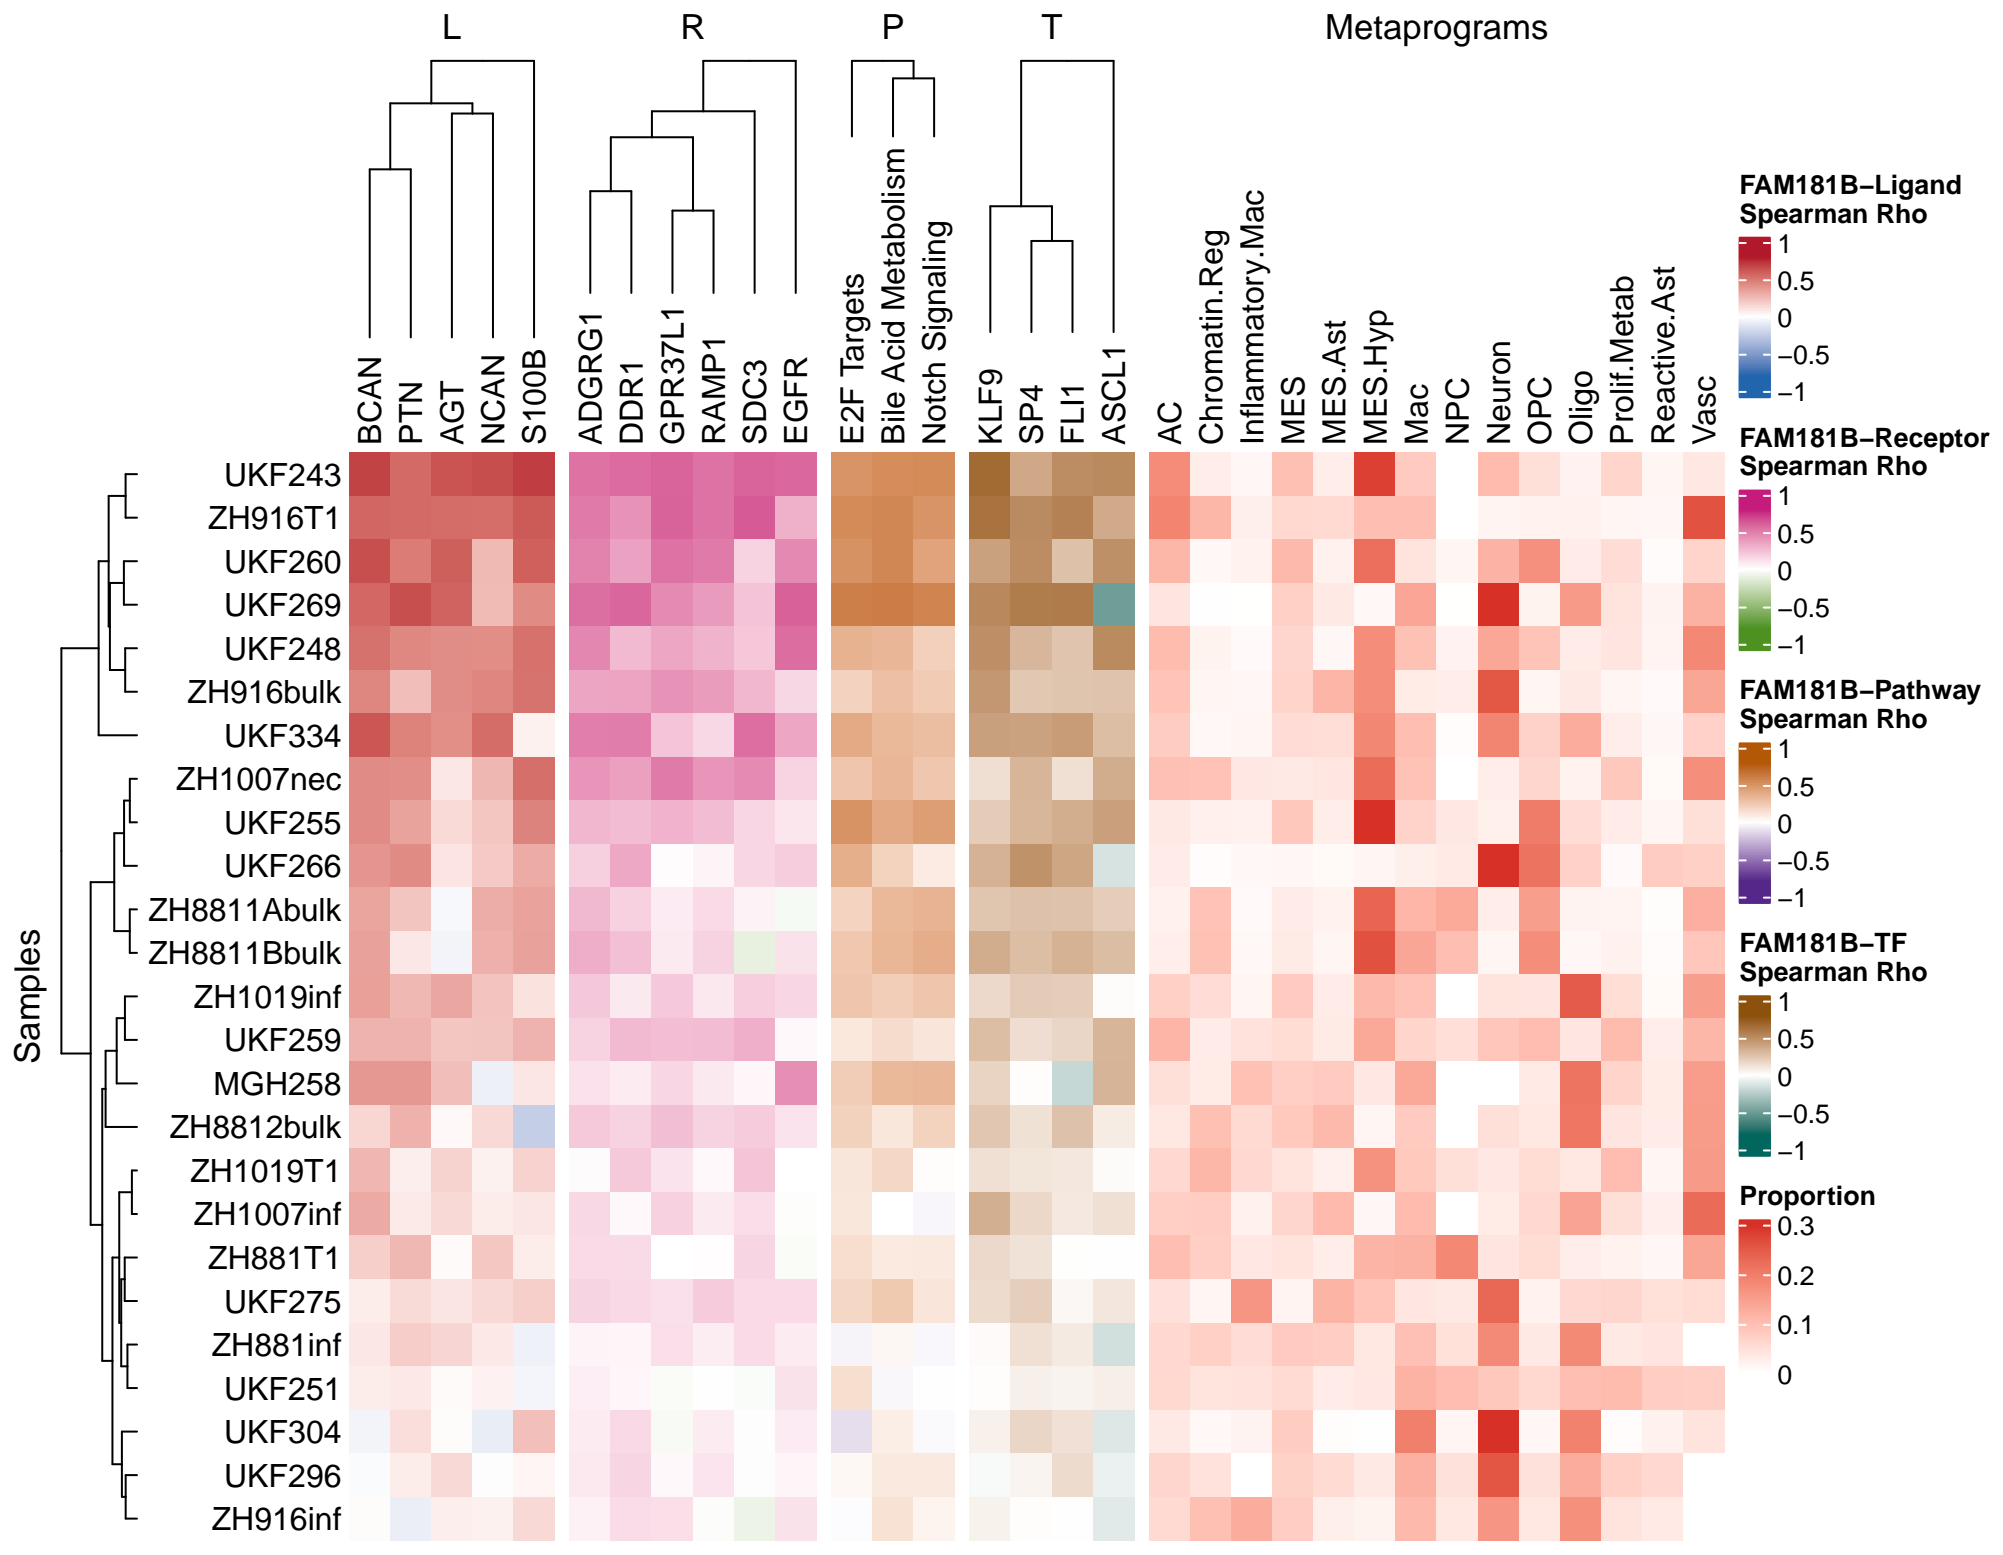 L R P T Metaprograms
BCAN
PTN
AGT
NCAN
S100B
ADGRG1
DDR1
GPR37L1
RAMP1
SDC3
EGFR
E2F Targets
Bile Acid Metabolism
Notch Signaling
KLF9
SP4
FLI1
ASCL1
AC
Chromatin.Reg
Inflammatory.Mac
MES
MES.Ast
MES.Hyp
Mac
NPC
Neuron
OPC
Oligo
Prolif.Metab
Reactive.Ast
Vasc
Samples
UKF243
ZH916T1
UKF260
UKF269
UKF248
ZH916bulk
UKF334
ZH1007nec
UKF255
UKF266
ZH8811Abulk
ZH8811Bbulk
ZH1019inf
UKF259
MGH258
ZH8812bulk
ZH1019T1
ZH1007inf
ZH881T1
UKF275
ZH881inf
UKF251
UKF304
UKF296
ZH916inf
FAM181B−Ligand
Spearman Rho
1
0.5
0
−0.5
−1
FAM181B−Receptor
Spearman Rho
1
0.5
0
−0.5
−1
FAM181B−Pathway
Spearman Rho
1
0.5
0
−0.5
−1
FAM181B−TF
Spearman Rho
1
0.5
0
−0.5
−1
Proportion
0.3
0.2
0.1
0